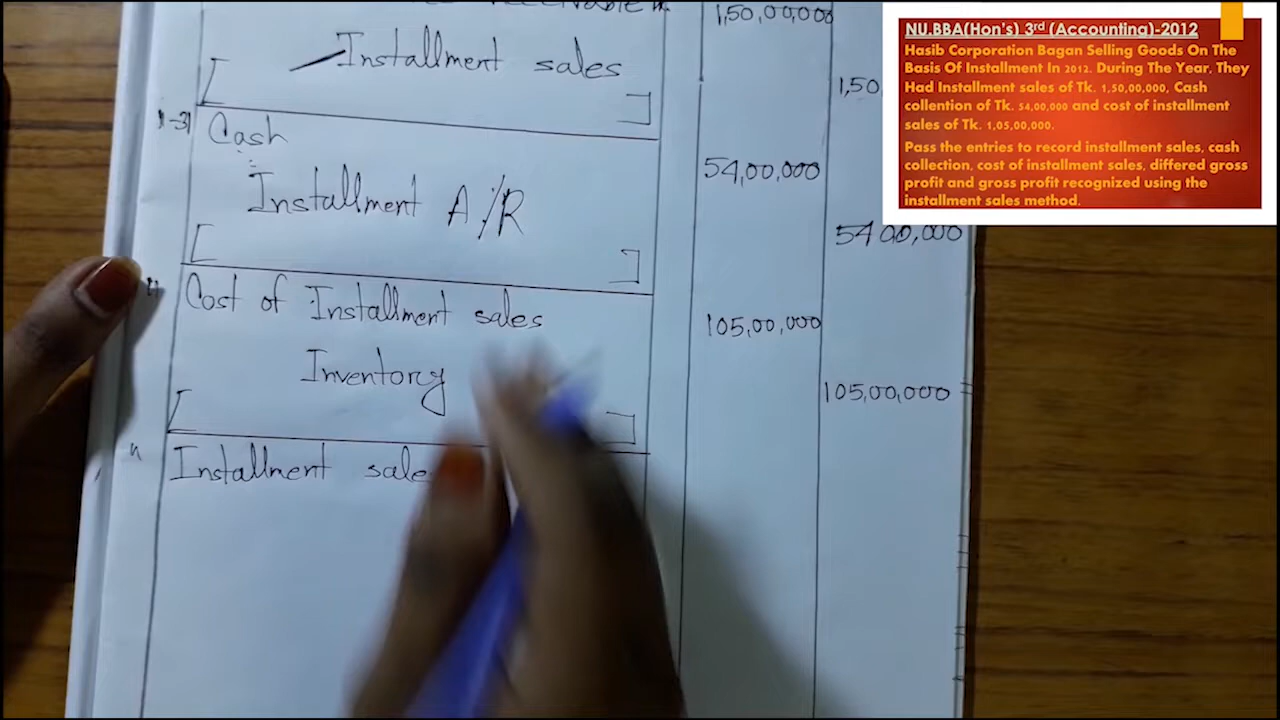 1,50,00,000
Installment sales
1,50
1-31
Cash
54,00,000
Installment A/R
5400,000
Cost of Installment sales
105,00,000
Inventory
105,00,000
Installment sale
NU.BBA(Hon's) 3rd (Accounting)-2012
Hasib Corporation Bagan Selling Goods On The
Basis Of Installment In 2012. During The Year, They
Had Installment sales of Tk. 1,50,00,000, Cash
collention of Tk. 54,00,000 and cost of installment
sales of Tk. 1,05,00,000.
Pass the entries to record installment sales, cash
collection, cost of installment sales, differed gross
profit and gross profit recognized using the
installment sales method.